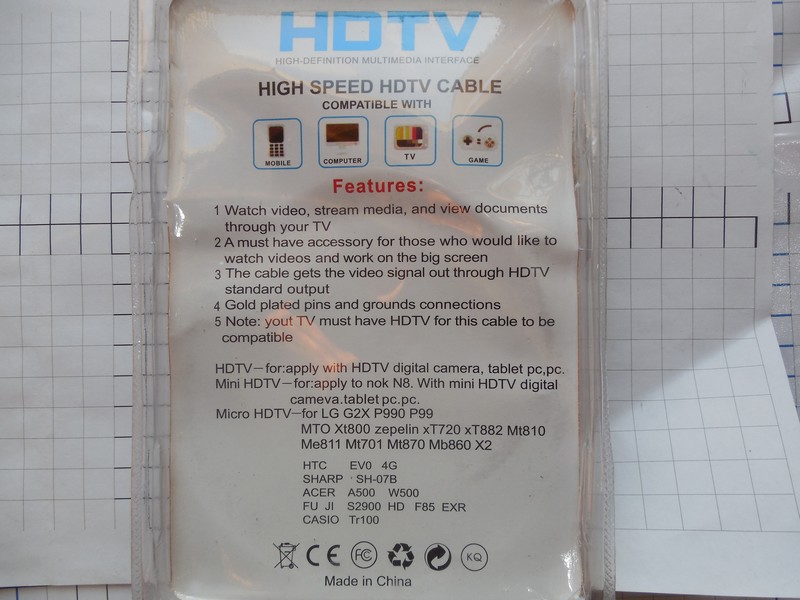 HDTV
HIGH-DEFINITION MULTIMEDIA INTERFACE
HIGH SPEED HDTV CABLE
COMPATIBLE WITH
MOBILE
COMPUTER
TV
GAME
Features:
1 Watch video, stream media, and view documents
through your TV
2 A must have accessory for those who would like to
watch videos and work on the big screen
3 The cable gets the video signal out through HDTV
standard output
4 Gold plated pins and grounds connections
5 Note: yout TV must have HDTV for this cable to be
compatible
HDTV—for:apply with HDTV digital camera, tablet pc,pc.
Mini HDTV—for:apply to nok N8. With mini HDTV digital
cameva.tablet pc.pc.
Micro HDTV—for LG G2X P990 P99
MTO Xt800 zepelin xT720 xT882 Mt810
Me811 Mt701 Mt870 Mb860 X2
HTC EV0 4G
SHARP SH-07B
ACER A500 W500
FU JI S2900 HD F85 EXR
CASIO Tr100
CE FC KQ
Made in China